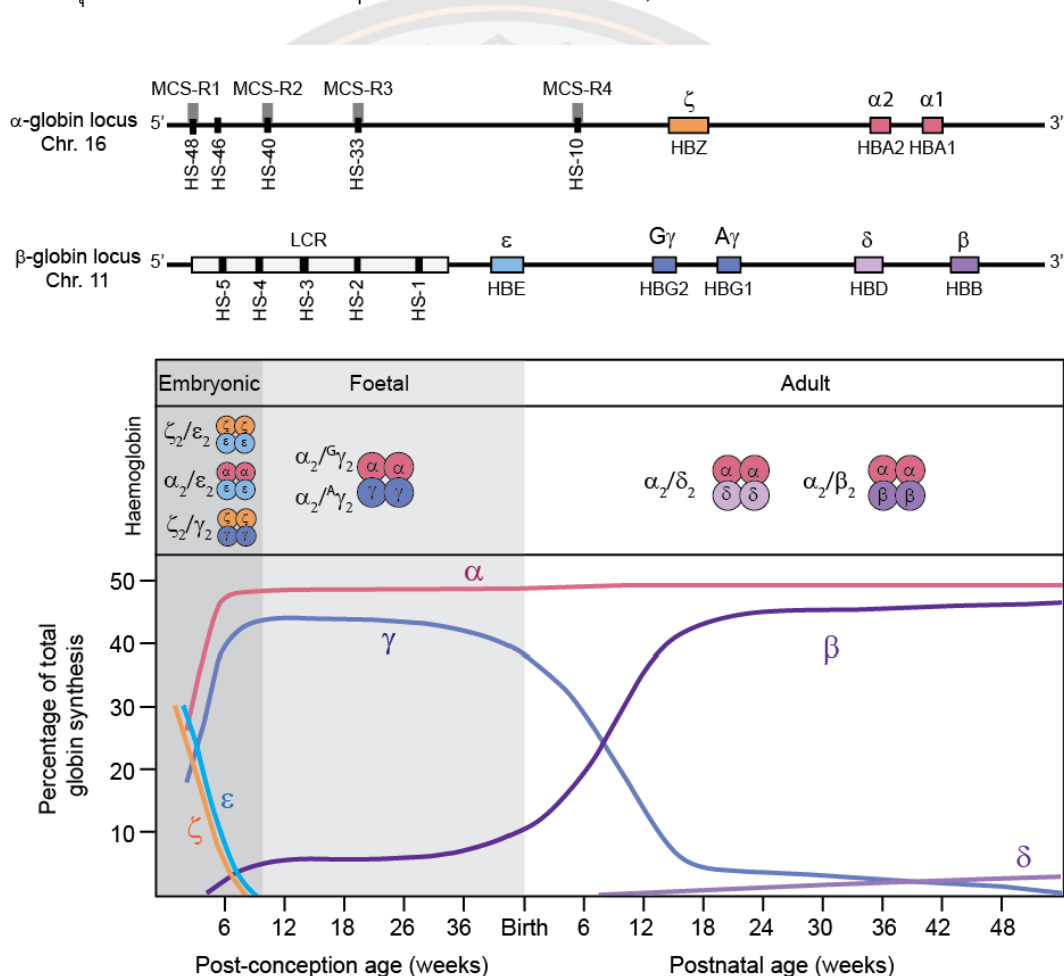 MCS-R1 MCS-R2 MCS-R3 MCS-R4 ζ α2 α1
α-globin locus
Chr. 16
5' 3'
HS-48 HS-46 HS-40 HS-33 HS-10 HBZ HBA2 HBA1
LCR ε Gγ Aγ δ β
β-globin locus
Chr. 11
5' 3'
HS-5 HS-4 HS-3 HS-2 HS-1 HBE HBG2 HBG1 HBD HBB
Embryonic Foetal Adult
Haemoglobin
ζ2/ε2 ζ ζ ε ε
α2/ε2 α α ε ε
ζ2/γ2 ζ ζ γ γ
α2/Gγ2
α2/Aγ2
α α
γ γ
α2/δ2 α α δ δ
α2/β2 α α β β
Percentage of total
globin synthesis
50
40
30
20
10
α
γ
β
ε
ζ
δ
6 12 18 26 36 Birth 6 12 18 24 30 36 42 48
Post-conception age (weeks) Postnatal age (weeks)